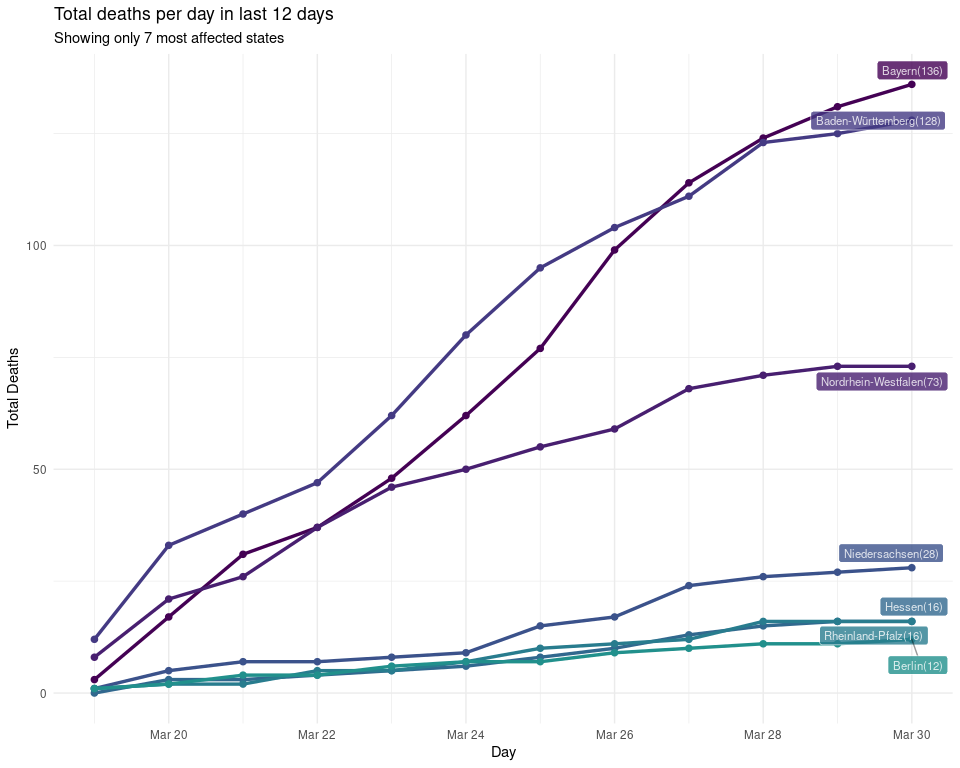 Total deaths per day in last 12 days
Showing only 7 most affected states
Total Deaths
100
50
0
Bayern(136)
Baden-Württemberg(128)
Nordrhein-Westfalen(73)
Niedersachsen(28)
Hessen(16)
Rheinland-Pfalz(16)
Berlin(12)
Mar 20 Mar 22 Mar 24 Mar 26 Mar 28 Mar 30
Day